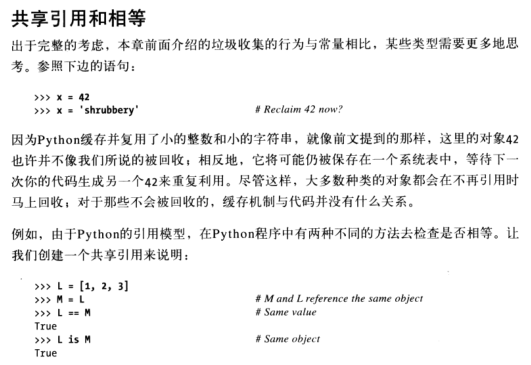 共享引用和相等
出于完整的考虑，本章前面介绍的垃圾收集的行为与常量相比，某些类型需要更多地思
考。参照下边的语句：
>>> x = 42
>>> x = 'shrubbery' # Reclaim 42 now?
因为Python缓存并复用了小的整数和小的字符串，就像前文提到的那样，这里的对象42
也许并不像我们所说的被回收；相反地，它将可能仍被保存在一个系统表中，等待下一
次你的代码生成另一个42来重复利用。尽管这样，大多数种类的对象都会在不再引用时
马上回收；对于那些不会被回收的，缓存机制与代码并没有什么关系。
例如，由于Python的引用模型，在Python程序中有两种不同的方法去检查是否相等。让
我们创建一个共享引用来说明：
>>> L = [1, 2, 3]
>>> M = L # M and L reference the same object
>>> L == M # Same value
True
>>> L is M # Same object
True